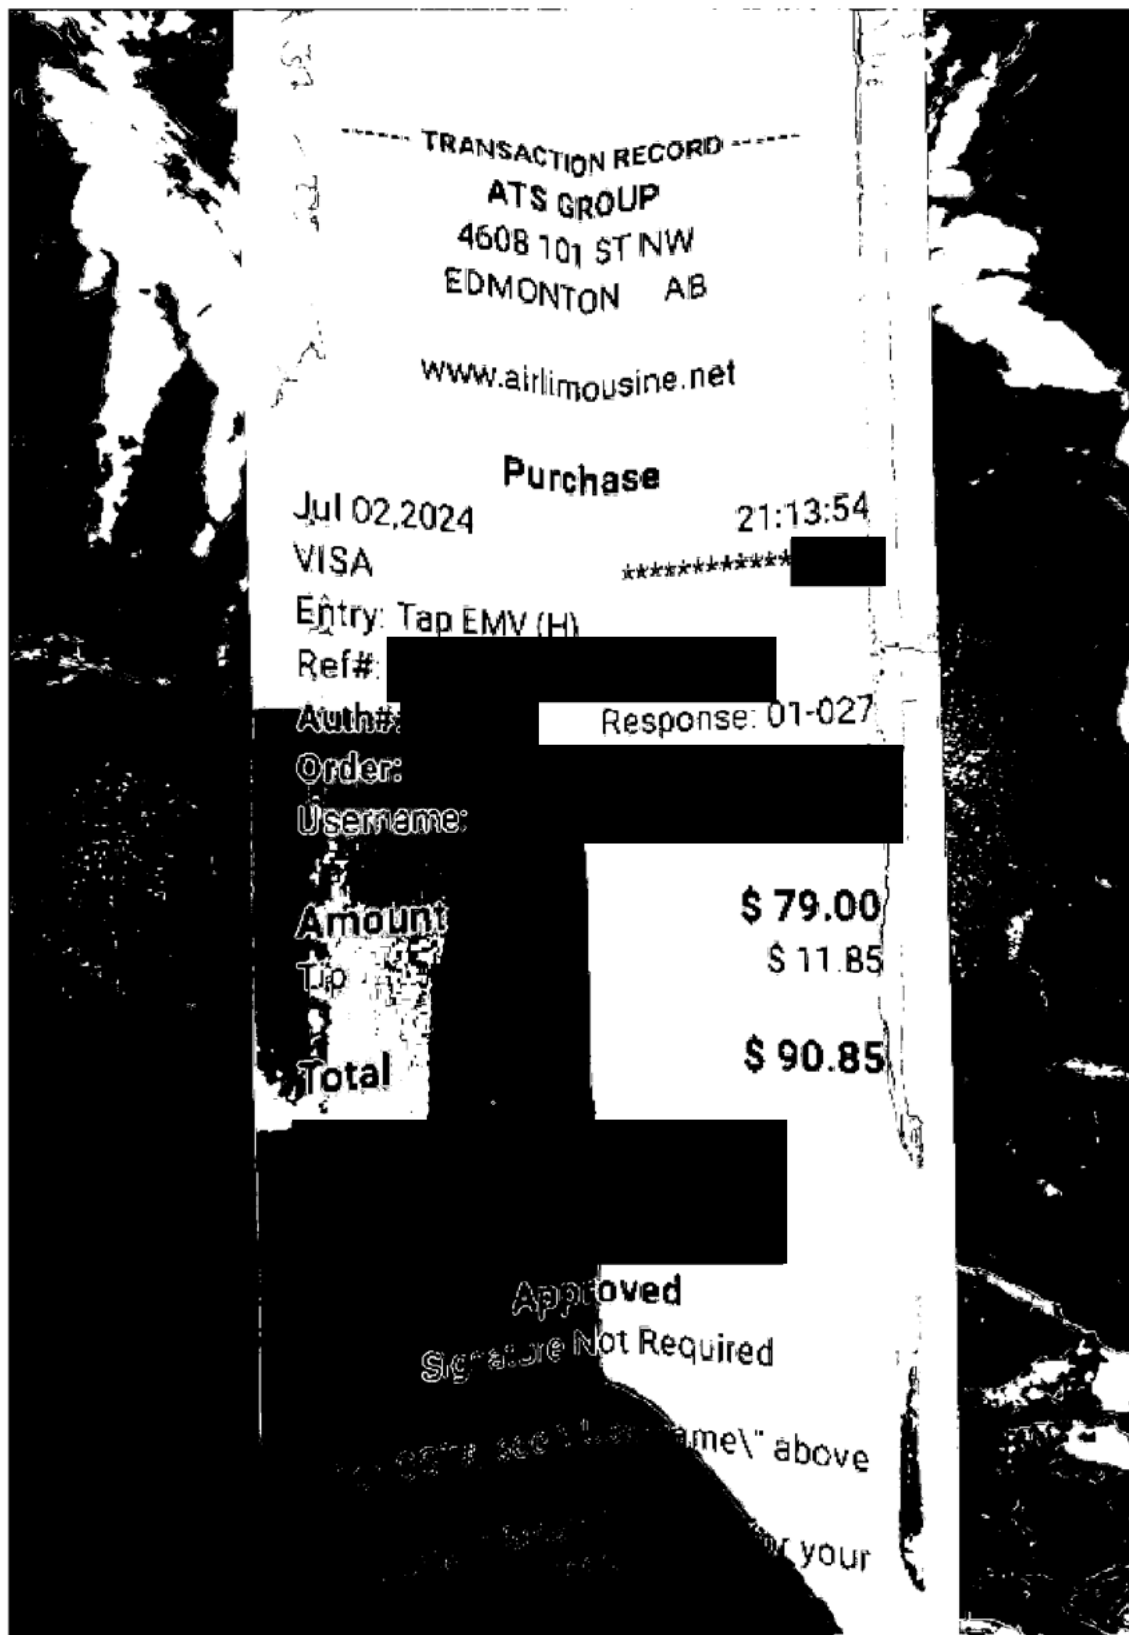 ------ TRANSACTION RECORD ------
ATS GROUP
4608 101 ST NW
EDMONTON AB
www.airlimousine.net
Purchase
Jul 02,2024 21:13:54
VISA ************
Entry: Tap EMV (H)
Ref#:
Auth#: Response: 01-027
Order:
Username:
Amount $ 79.00
Tip $ 11.85
Total $ 90.85
Approved
Signature Not Required
see ame\" above
your